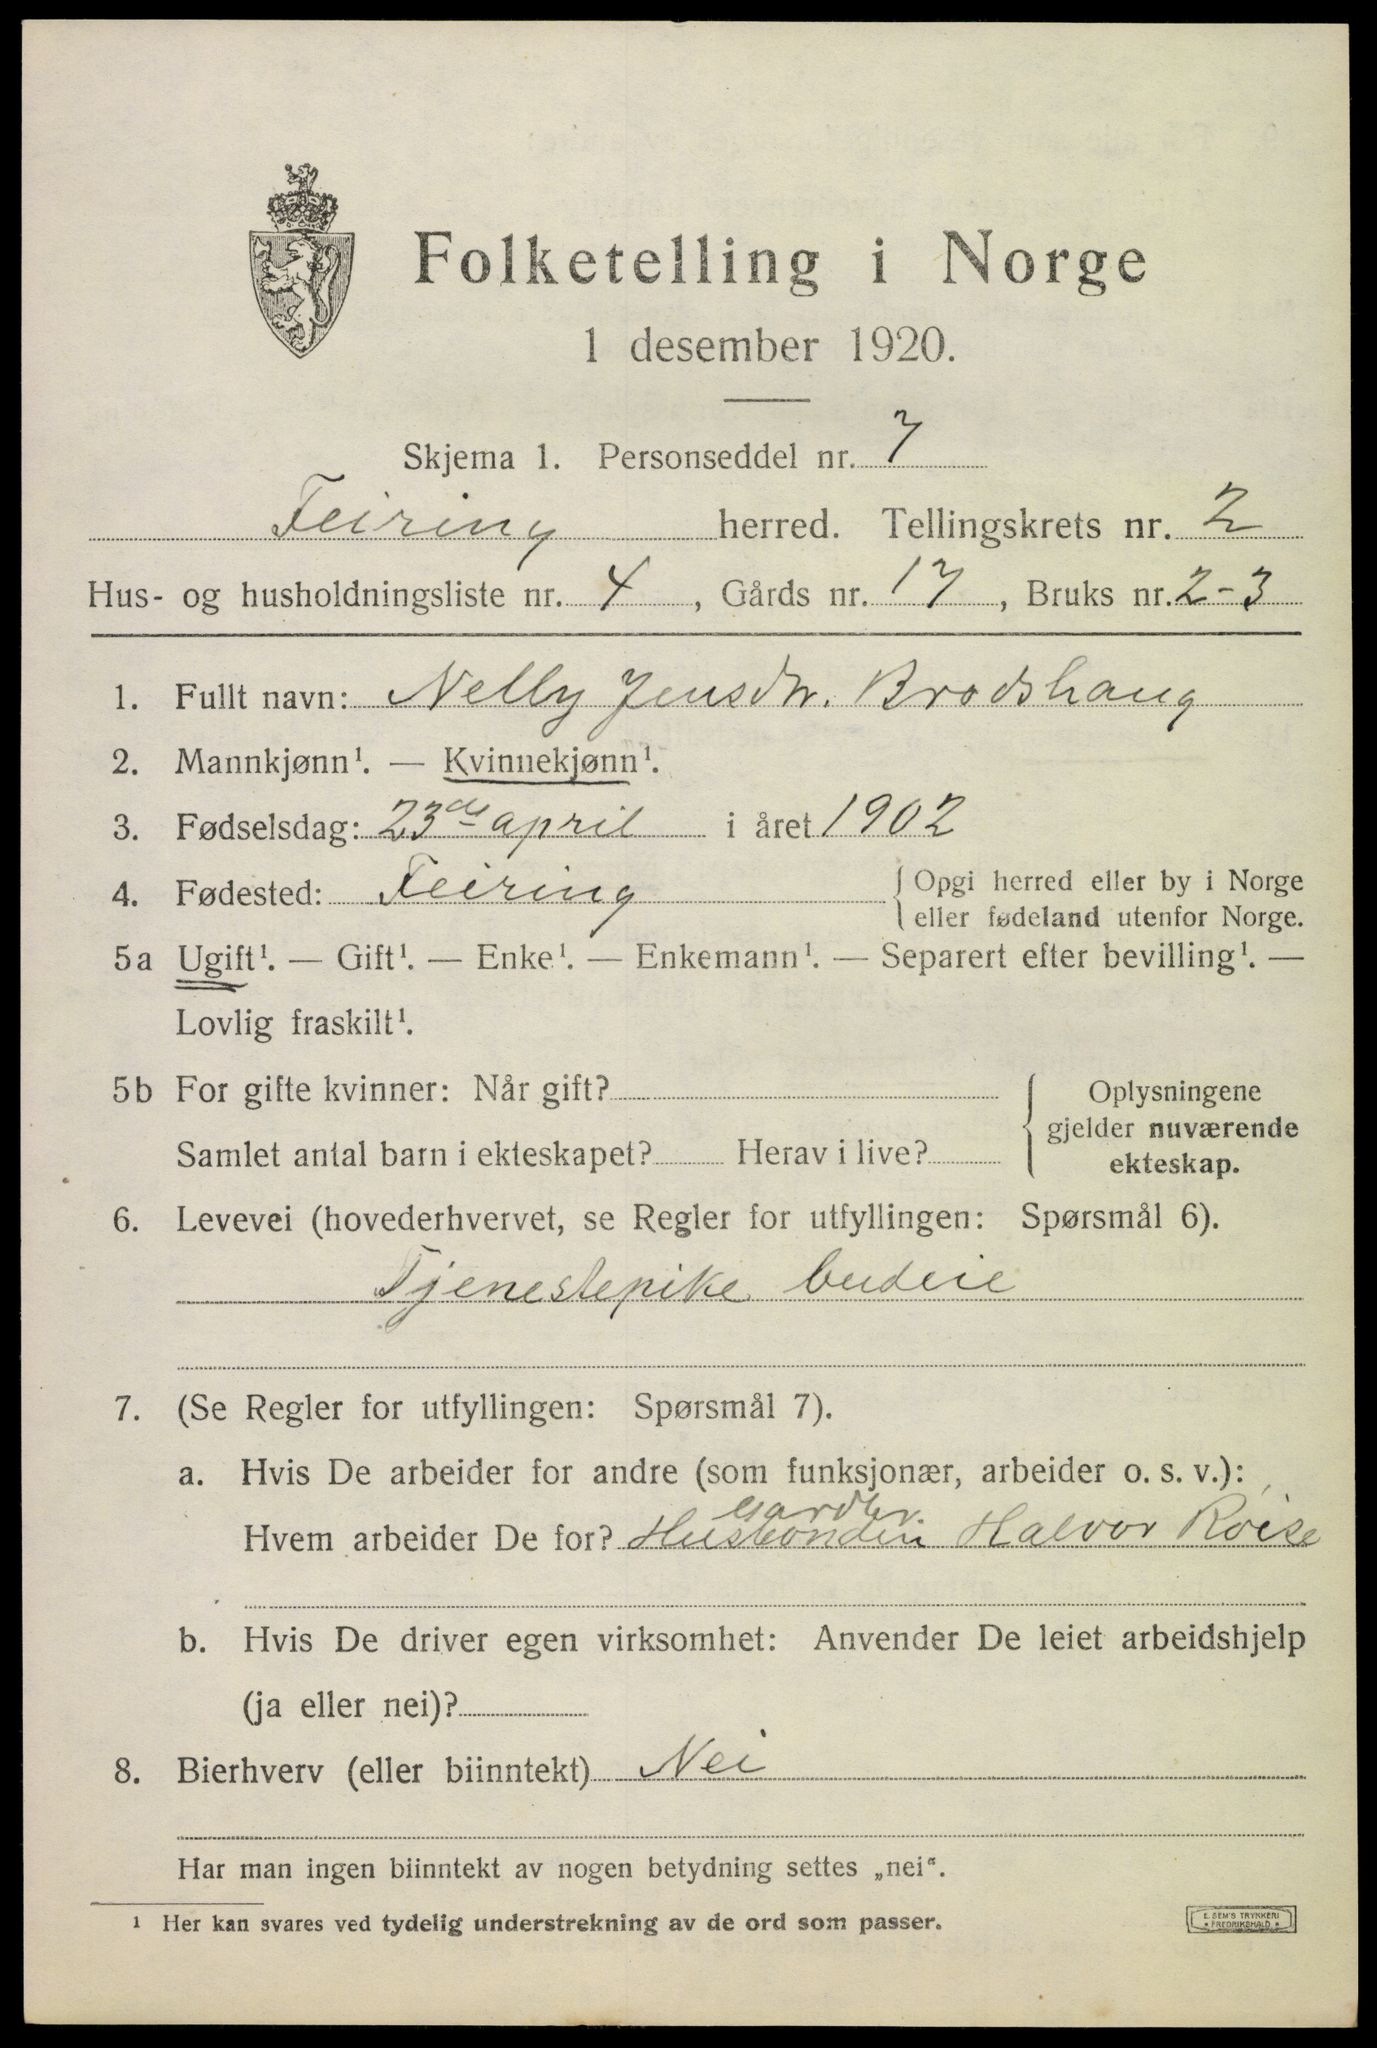 Folketelling i Norge
1 desember 1920.
Skjema 1. Personseddel nr. 7
Feiring herred. Tellingskrets nr. 2
Hus- og husholdningsliste nr. 4, Gårds nr. 17, Bruks nr. 2-3
1. Fullt navn: Nelly Jensdtr. Brodshaug
2. Mannkjønn¹. — Kvinnekjønn¹.
3. Fødselsdag: 23de april i året 1902
4. Fødested: Feiring {Opgi herred eller by i Norge
eller fødeland utenfor Norge.
5a Ugift¹. — Gift¹. — Enke¹. — Enkemann¹. — Separert efter bevilling¹. —
Lovlig fraskilt¹.
5b For gifte kvinner: Når gift?
Samlet antal barn i ekteskapet? Herav i live?
{Oplysningene
gjelder nuværende
ekteskap.
6. Levevei (hovederhvervet, se Regler for utfyllingen: Spørsmål 6).
Tjenestepike budeie
7. (Se Regler for utfyllingen: Spørsmål 7).
a. Hvis De arbeider for andre (som funksjonær, arbeider o. s. v.):
Gardbr.
Hvem arbeider De for? Husbonden Halvor Röise
b. Hvis De driver egen virksomhet: Anvender De leiet arbeidshjelp
(ja eller nei)?
8. Bierhverv (eller biinntekt) Nei
Har man ingen biinntekt av nogen betydning settes „nei“.
¹ Her kan svares ved tydelig understrekning av de ord som passer.
E. SEM'S TRYKKERI
* FREDRIKSHALD *